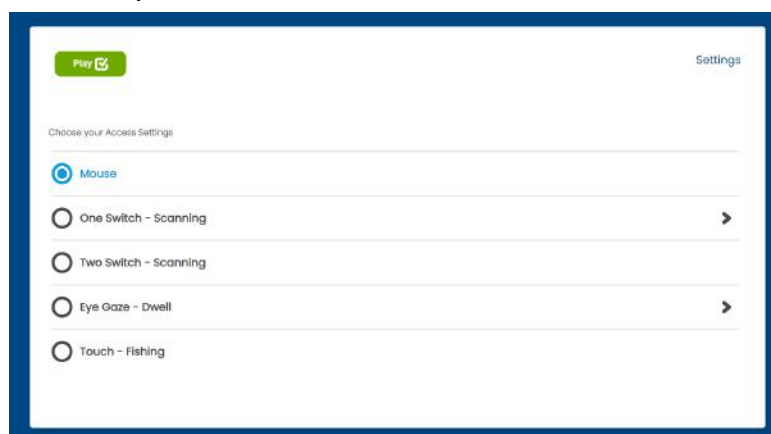 Play
Settings
Choose your Access Settings
Mouse
One Switch - Scanning
Two Switch - Scanning
Eye Gaze - Dwell
Touch - Fishing